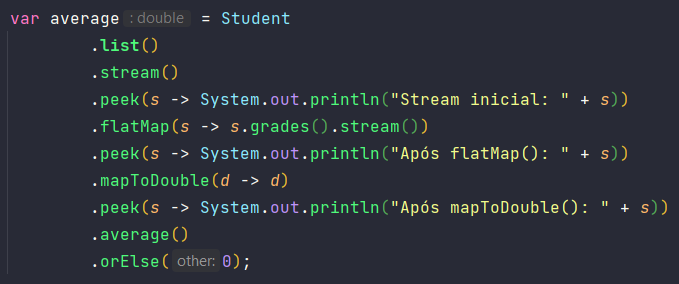 var average : double = Student
.list()
.stream()
.peek(s -> System.out.println("Stream inicial: " + s))
.flatMap(s -> s.grades().stream())
.peek(s -> System.out.println("Após flatMap(): " + s))
.mapToDouble(d -> d)
.peek(s -> System.out.println("Após mapToDouble(): " + s))
.average()
.orElse( other: 0);